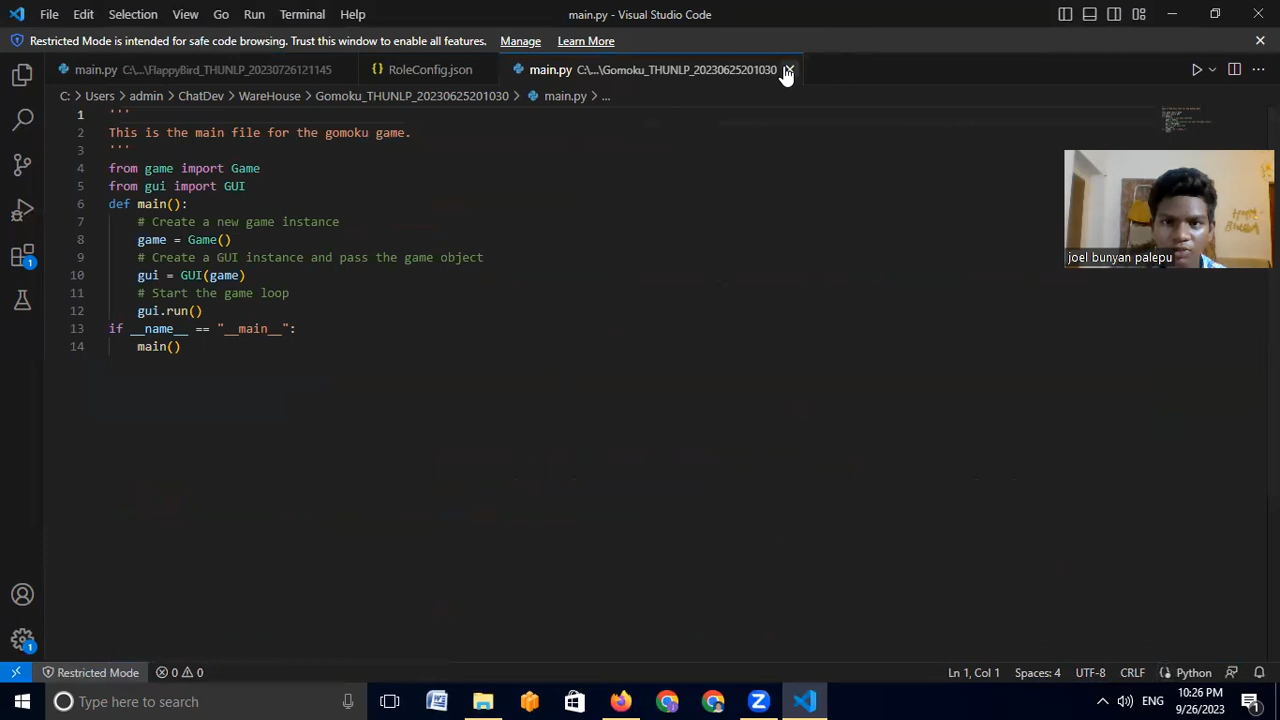 File Edit Selection View Go Run Terminal Help main.py - Visual Studio Code
Restricted Mode is intended for safe code browsing. Trust this window to enable all features. Manage Learn More
main.py C:\...\FlappyBird_THUNLP_20230726121145 RoleConfig.json main.py C:\...\Gomoku_THUNLP_20230625201030
C: > Users > admin > ChatDev > WareHouse > Gomoku_THUNLP_20230625201030 > main.py > ...
1 '''
2 This is the main file for the gomoku game.
3 '''
4 from game import Game
5 from gui import GUI
6 def main():
7 # Create a new game instance
8 game = Game()
9 # Create a GUI instance and pass the game object
10 gui = GUI(game)
11 # Start the game loop
12 gui.run()
13 if __name__ == "__main__":
14 main()
joel bunyan palepu
1
1
Restricted Mode 0 0 Ln 1, Col 1 Spaces: 4 UTF-8 CRLF Python
Type here to search ENG 10:26 PM
9/26/2023 1